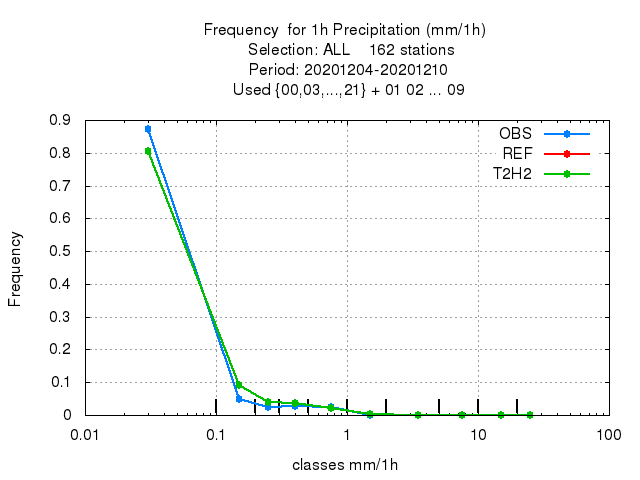 Frequency  for 1h Precipitation (mm/1h)
Selection: ALL    162 stations
Period: 20201204-20201210
Used {00,03,...,21} + 01 02 ... 09
OBS
REF
T2H2
Frequency
0.9
0.8
0.7
0.6
0.5
0.4
0.3
0.2
0.1
0
0.01 0.1 1 10 100
classes mm/1h